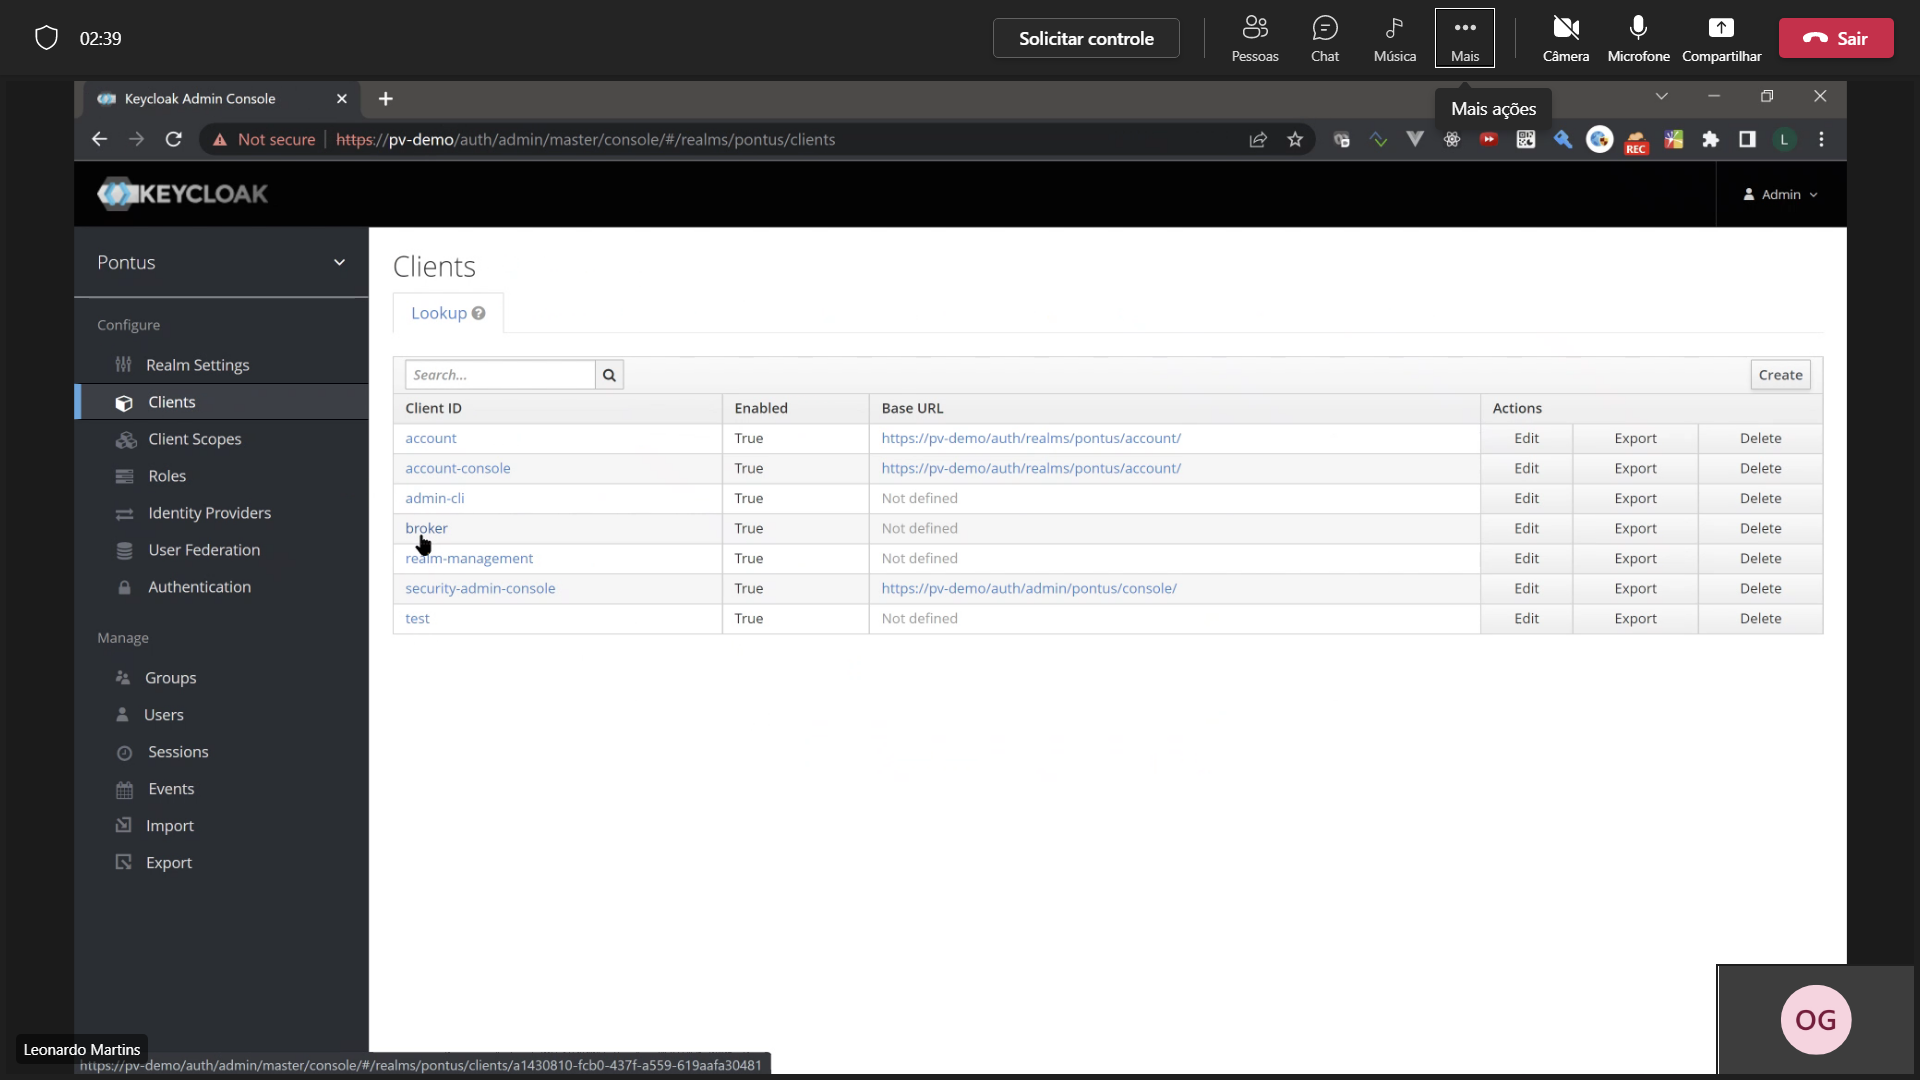 02:39
Solicitar controle
Pessoas
Chat
Música
Mais
Câmera
Microfone
Compartilhar
Sair
Keycloak Admin Console
Mais ações
Not secure
https://pv-demo/auth/admin/master/console/#/realms/pontus/clients
REC
L
KEYCLOAK
Admin
Pontus
Configure
Realm Settings
Clients
Client Scopes
Roles
Identity Providers
User Federation
Authentication
Manage
Groups
Users
Sessions
Events
Import
Export
Clients
Lookup
Search...
Create
Client ID Enabled Base URL Actions
account True https://pv-demo/auth/realms/pontus/account/ Edit Export Delete
account-console True https://pv-demo/auth/realms/pontus/account/ Edit Export Delete
admin-cli True Not defined Edit Export Delete
broker True Not defined Edit Export Delete
realm-management True Not defined Edit Export Delete
security-admin-console True https://pv-demo/auth/admin/pontus/console/ Edit Export Delete
test True Not defined Edit Export Delete
OG
Leonardo Martins
https://pv-demo/auth/admin/master/console/#/realms/pontus/clients/a1430810-fcb0-437f-a559-619aafa30481